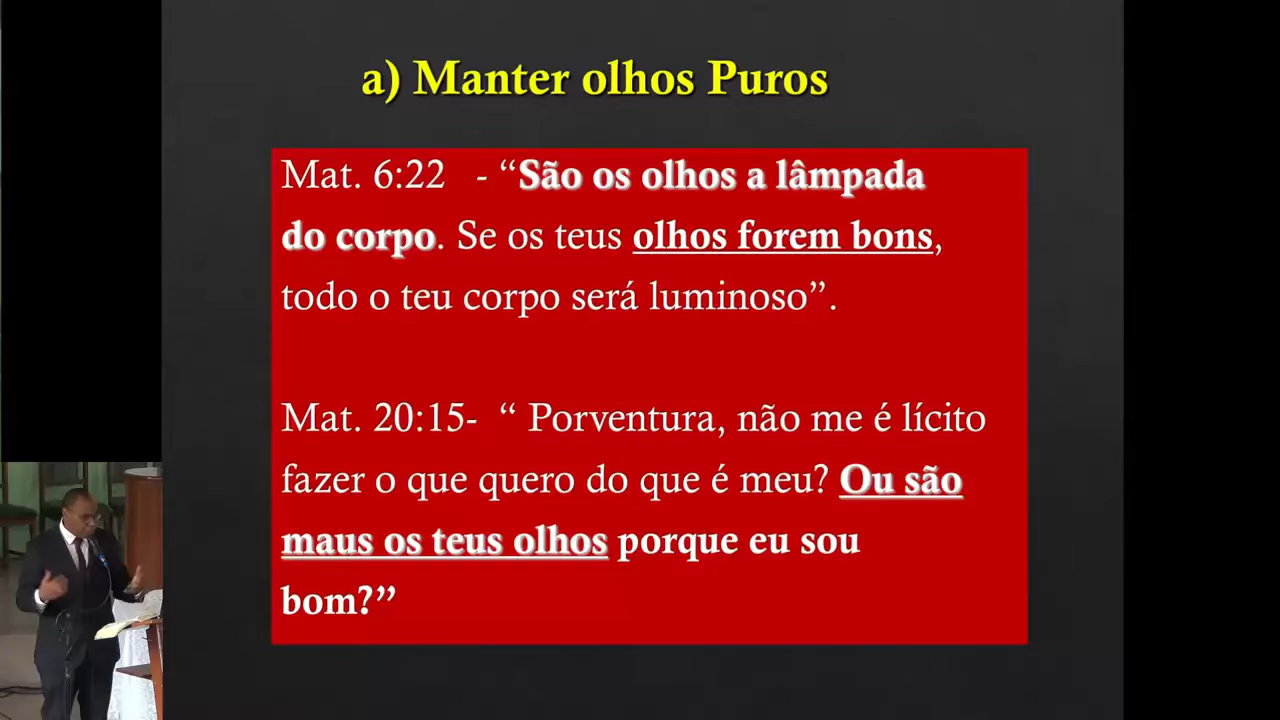 a) Manter olhos Puros
Mat. 6:22 - “São os olhos a lâmpada
do corpo. Se os teus olhos forem bons,
todo o teu corpo será luminoso”.
Mat. 20:15- “ Porventura, não me é lícito
fazer o que quero do que é meu? Ou são
maus os teus olhos porque eu sou
bom?”